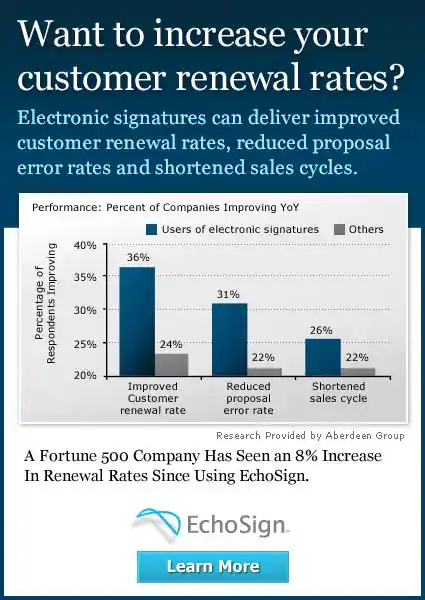 Want to increase your
customer renewal rates?
Electronic signatures can deliver improved
customer renewal rates, reduced proposal
error rates and shortened sales cycles.
Performance: Percent of Companies Improving YoY
Users of electronic signatures Others
Percentage of
Respondents Improving
40%
35%
30%
25%
20%
36%
24%
31%
22%
26%
22%
Improved
Customer
renewal rate
Reduced
proposal
error rate
Shortened
sales cycle
Research Provided by Aberdeen Group
A Fortune 500 Company Has Seen an 8% Increase
In Renewal Rates Since Using EchoSign.
EchoSign
Learn More